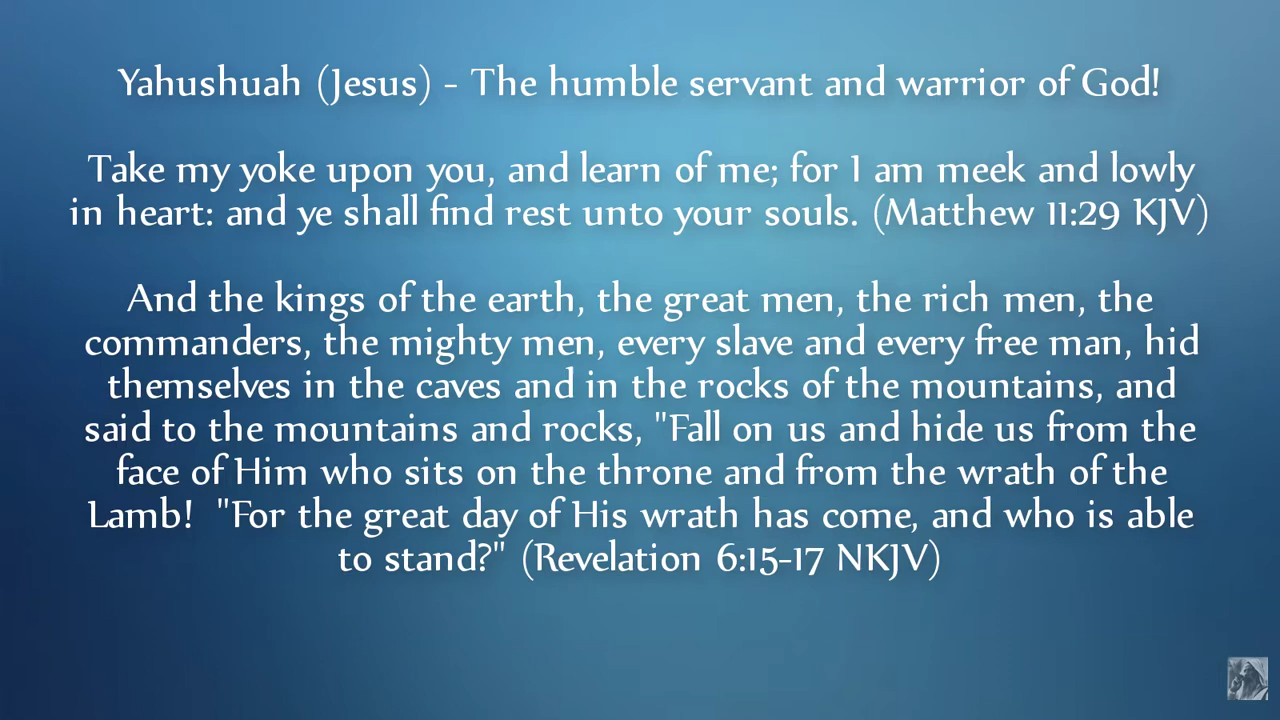 Yahushuah (Jesus) - The humble servant and warrior of God!
Take my yoke upon you, and learn of me; for I am meek and lowly
in heart: and ye shall find rest unto your souls. (Matthew 11:29 KJV)
And the kings of the earth, the great men, the rich men, the
commanders, the mighty men, every slave and every free man, hid
themselves in the caves and in the rocks of the mountains, and
said to the mountains and rocks, "Fall on us and hide us from the
face of Him who sits on the throne and from the wrath of the
Lamb!  "For the great day of His wrath has come, and who is able
to stand?" (Revelation 6:15-17 NKJV)